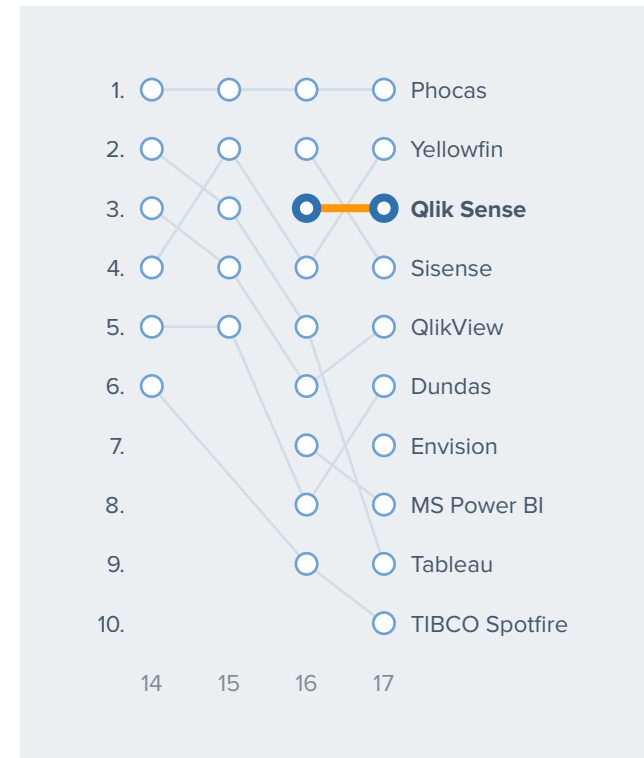 1. Phocas
2. Yellowfin
3. Qlik Sense
4. Sisense
5. QlikView
6. Dundas
7. Envision
8. MS Power BI
9. Tableau
10. TIBCO Spotfire
14 15 16 17